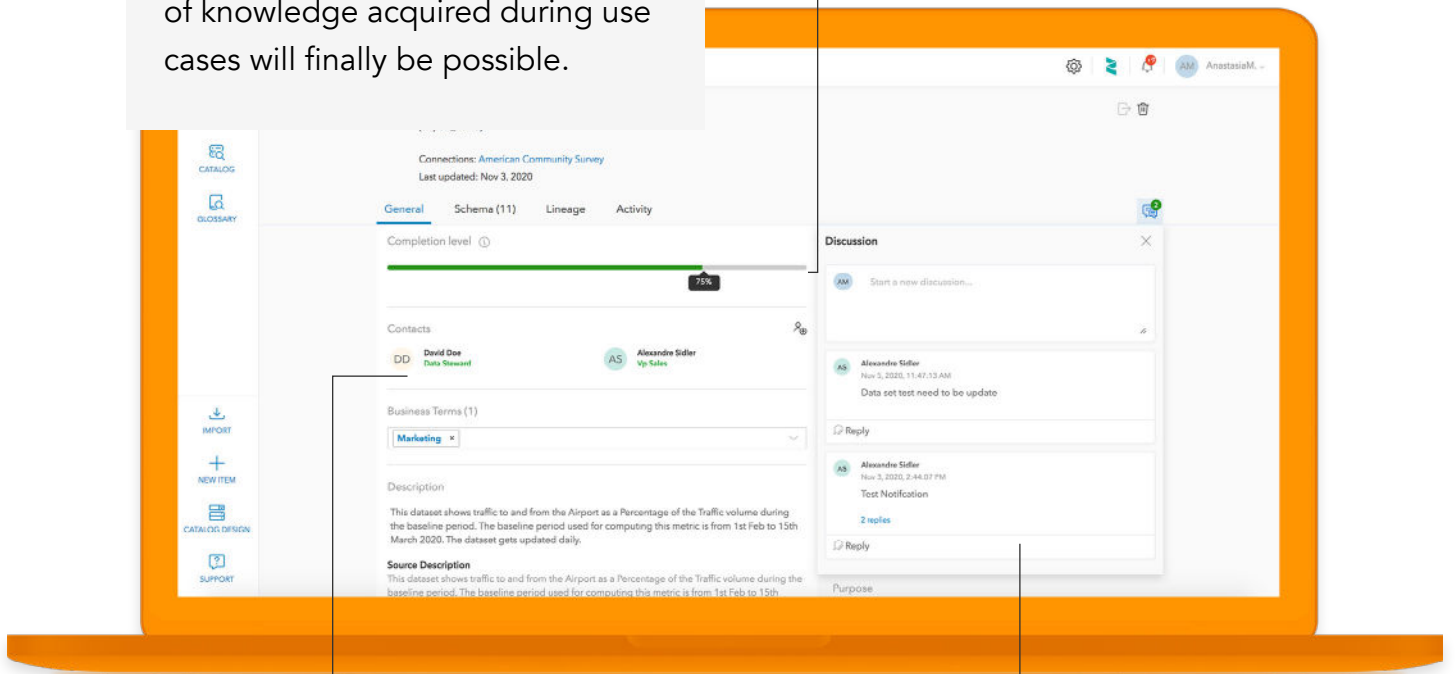 of knowledge acquired during use
cases will finally be possible.
AM AnastasiaM.
CATALOG
Connections: American Community Survey
Last updated: Nov 3, 2020
GLOSSARY
General Schema (11) Lineage Activity
2
Completion level
75%
Contacts
DD David Doe
Data Steward
AS Alexandre Sidler
Vp Sales
Business Terms (1)
Marketing ×
Description
This dataset shows traffic to and from the Airport as a Percentage of the Traffic volume during
the baseline period. The baseline period used for computing this metric is from 1st Feb to 15th
March 2020. The dataset gets updated daily.
Source Description
This dataset shows traffic to and from the Airport as a Percentage of the Traffic volume during the
baseline period. The baseline period used for computing this metric is from 1st Feb to 15th
Discussion
AM Start a new discussion...
AS Alexandre Sidler
Nov 5, 2020, 11:47:13 AM
Data set test need to be update
Reply
AS Alexandre Sidler
Nov 3, 2020, 2:44:07 PM
Test Notifcation
2 replies
Reply
Purpose
IMPORT
NEW ITEM
CATALOG DESIGN
SUPPORT